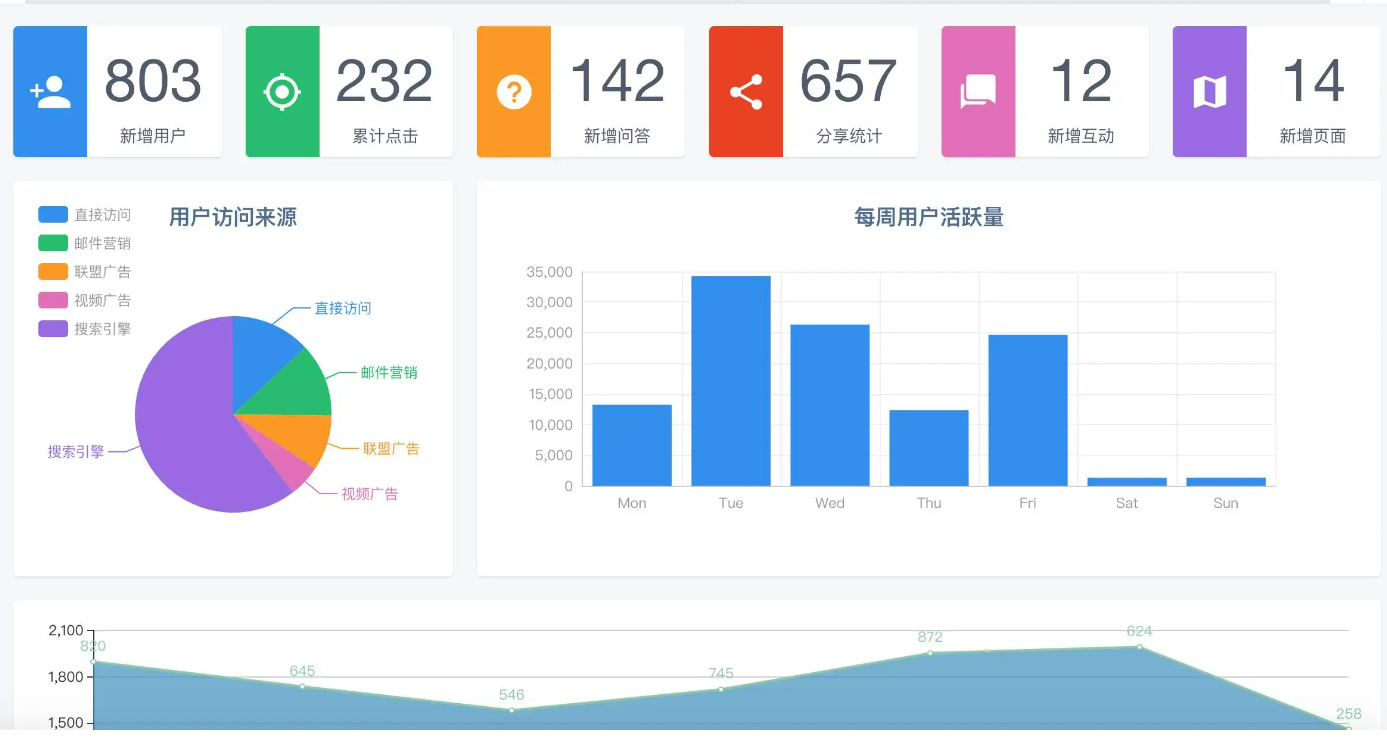 803
新增用户
232
累计点击
142
新增问答
657
分享统计
12
新增互动
14
新增页面
用户访问来源
直接访问
邮件营销
联盟广告
视频广告
搜索引擎
直接访问
邮件营销
联盟广告
视频广告
搜索引擎
每周用户活跃量
35,000
30,000
25,000
20,000
15,000
10,000
5,000
0
Mon Tue Wed Thu Fri Sat Sun
2,100
1,800
1,500
820
645
546
745
872
624
258